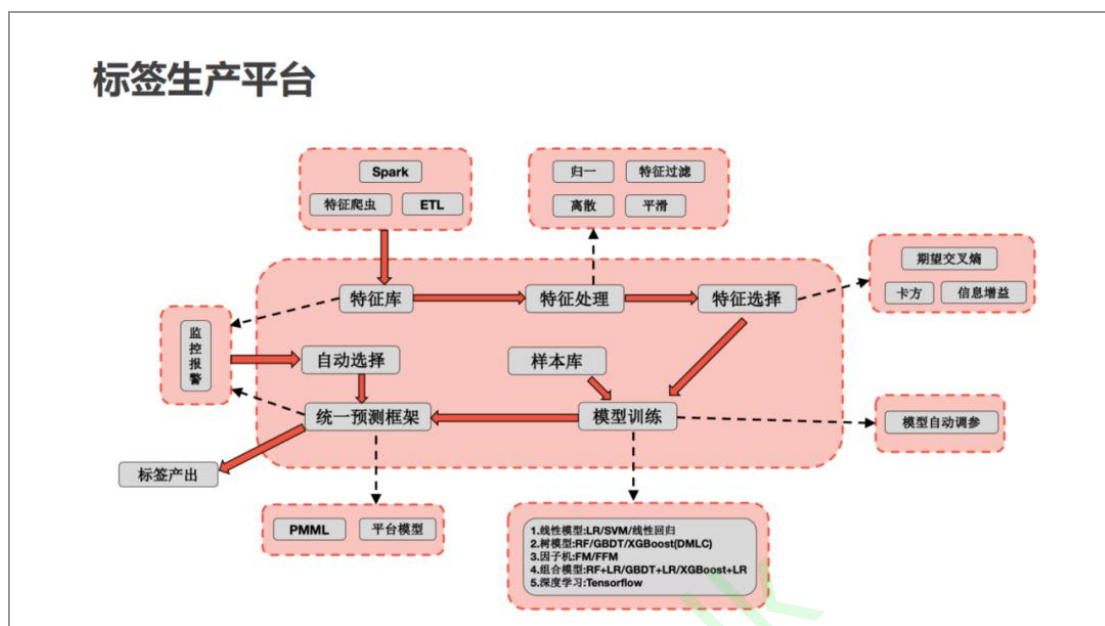 标签生产平台
Spark
特征爬虫 ETL
归一 特征过滤
离散 平滑
期望交叉熵
卡方 信息增益
特征库 特征处理 特征选择
监控报警
自动选择 样本库
统一预测框架 模型训练 模型自动调参
标签产出
PMML 平台模型
1.线性模型:LR/SVM/线性回归
2.树模型:RF/GBDT/XGBoost(DMLC)
3.因子机:FM/FFM
4.组合模型:RF+LR/GBDT+LR/XGBoost+LR
5.深度学习:Tensorflow